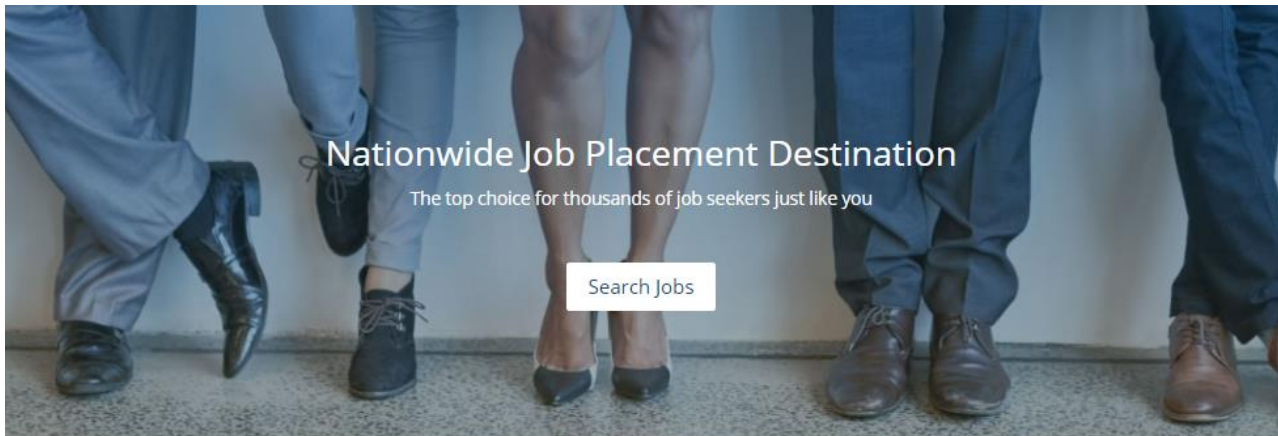 Nationwide Job Placement Destination
The top choice for thousands of job seekers just like you
Search Jobs